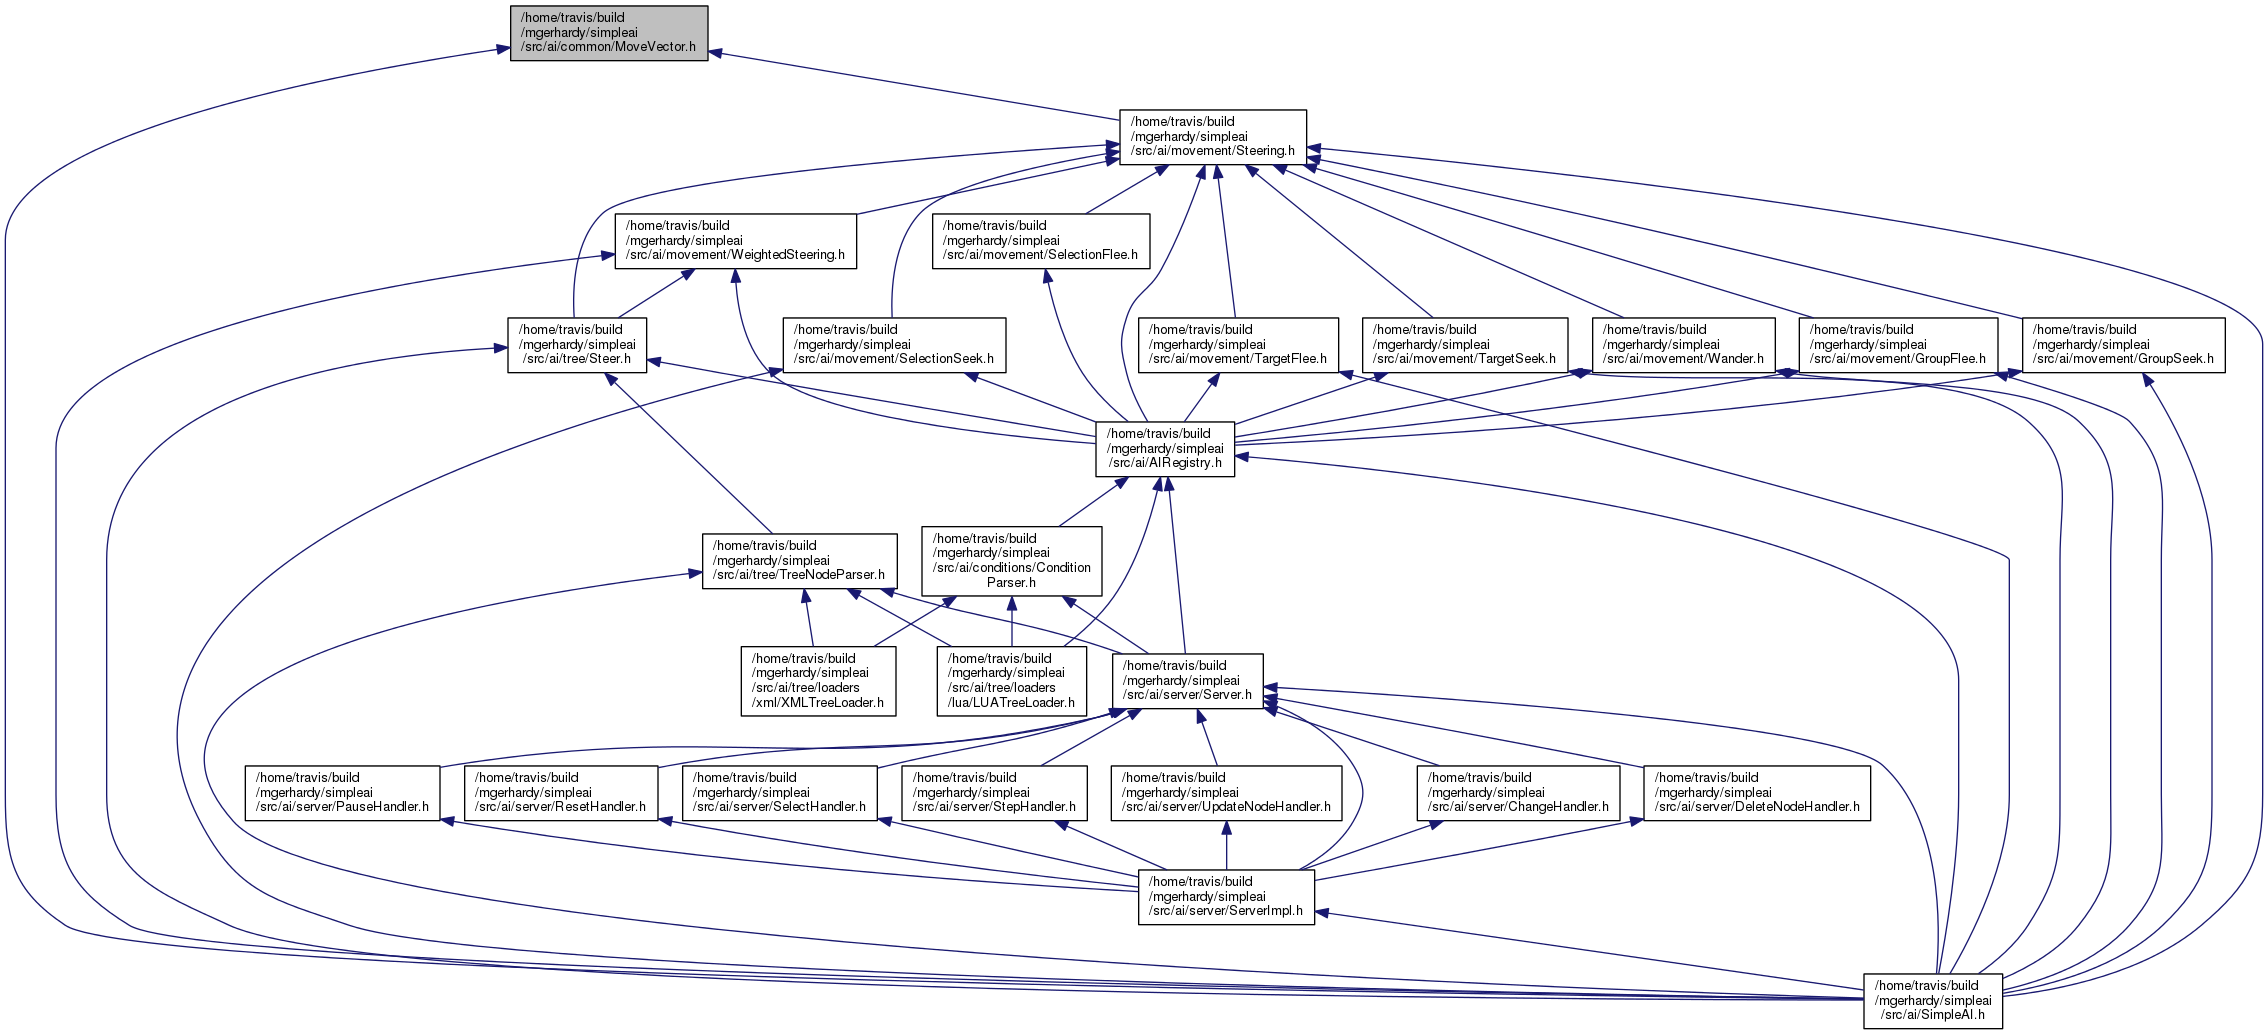 /home/travis/build
/mgerhardy/simpleai
/src/ai/common/MoveVector.h
/home/travis/build
/mgerhardy/simpleai
/src/ai/movement/Steering.h
/home/travis/build
/mgerhardy/simpleai
/src/ai/movement/WeightedSteering.h
/home/travis/build
/mgerhardy/simpleai
/src/ai/movement/SelectionFlee.h
/home/travis/build
/mgerhardy/simpleai
/src/ai/tree/Steer.h
/home/travis/build
/mgerhardy/simpleai
/src/ai/movement/SelectionSeek.h
/home/travis/build
/mgerhardy/simpleai
/src/ai/movement/TargetFlee.h
/home/travis/build
/mgerhardy/simpleai
/src/ai/movement/TargetSeek.h
/home/travis/build
/mgerhardy/simpleai
/src/ai/movement/Wander.h
/home/travis/build
/mgerhardy/simpleai
/src/ai/movement/GroupFlee.h
/home/travis/build
/mgerhardy/simpleai
/src/ai/movement/GroupSeek.h
/home/travis/build
/mgerhardy/simpleai
/src/ai/AIRegistry.h
/home/travis/build
/mgerhardy/simpleai
/src/ai/tree/TreeNodeParser.h
/home/travis/build
/mgerhardy/simpleai
/src/ai/conditions/Condition
Parser.h
/home/travis/build
/mgerhardy/simpleai
/src/ai/tree/loaders
/xml/XMLTreeLoader.h
/home/travis/build
/mgerhardy/simpleai
/src/ai/tree/loaders
/lua/LUATreeLoader.h
/home/travis/build
/mgerhardy/simpleai
/src/ai/server/Server.h
/home/travis/build
/mgerhardy/simpleai
/src/ai/server/PauseHandler.h
/home/travis/build
/mgerhardy/simpleai
/src/ai/server/ResetHandler.h
/home/travis/build
/mgerhardy/simpleai
/src/ai/server/SelectHandler.h
/home/travis/build
/mgerhardy/simpleai
/src/ai/server/StepHandler.h
/home/travis/build
/mgerhardy/simpleai
/src/ai/server/UpdateNodeHandler.h
/home/travis/build
/mgerhardy/simpleai
/src/ai/server/ChangeHandler.h
/home/travis/build
/mgerhardy/simpleai
/src/ai/server/DeleteNodeHandler.h
/home/travis/build
/mgerhardy/simpleai
/src/ai/server/ServerImpl.h
/home/travis/build
/mgerhardy/simpleai
/src/ai/SimpleAI.h